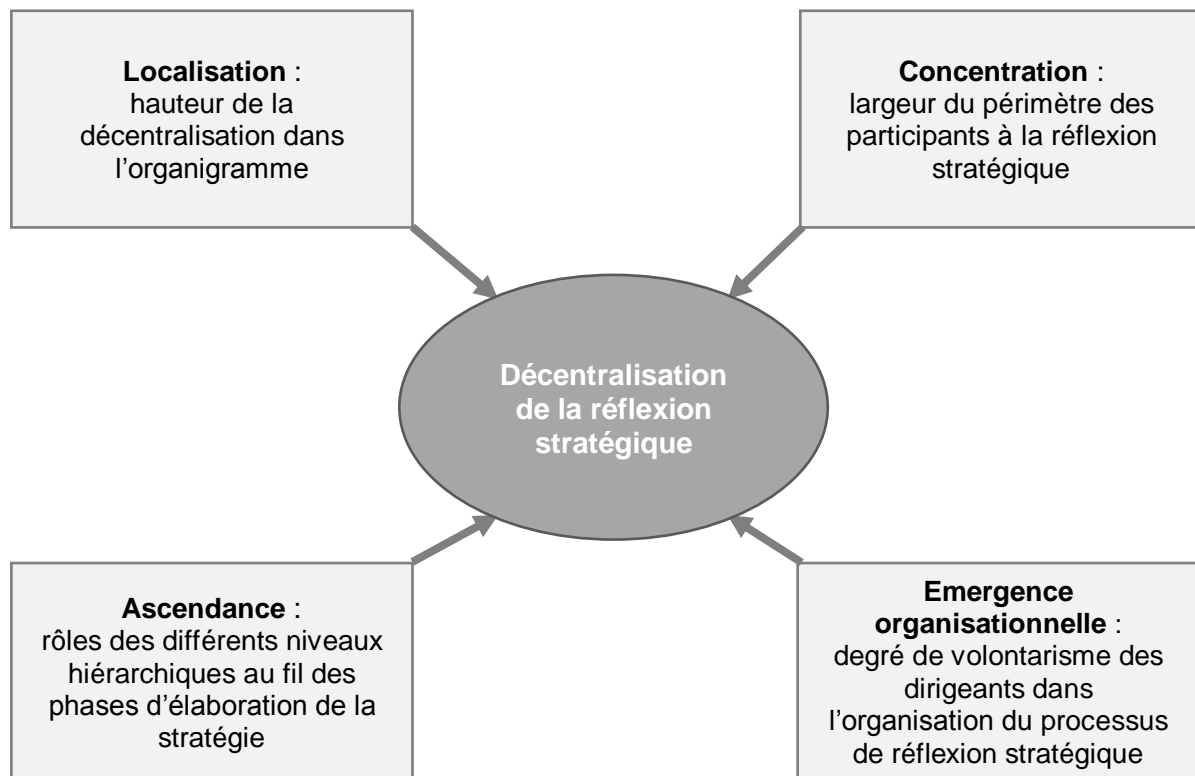 Localisation :
hauteur de la
décentralisation dans
l’organigramme
Concentration :
largeur du périmètre des
participants à la réflexion
stratégique
Décentralisation
de la réflexion
stratégique
Ascendance :
rôles des différents niveaux
hiérarchiques au fil des
phases d’élaboration de la
stratégie
Emergence
organisationnelle :
degré de volontarisme des
dirigeants dans
l’organisation du processus
de réflexion stratégique